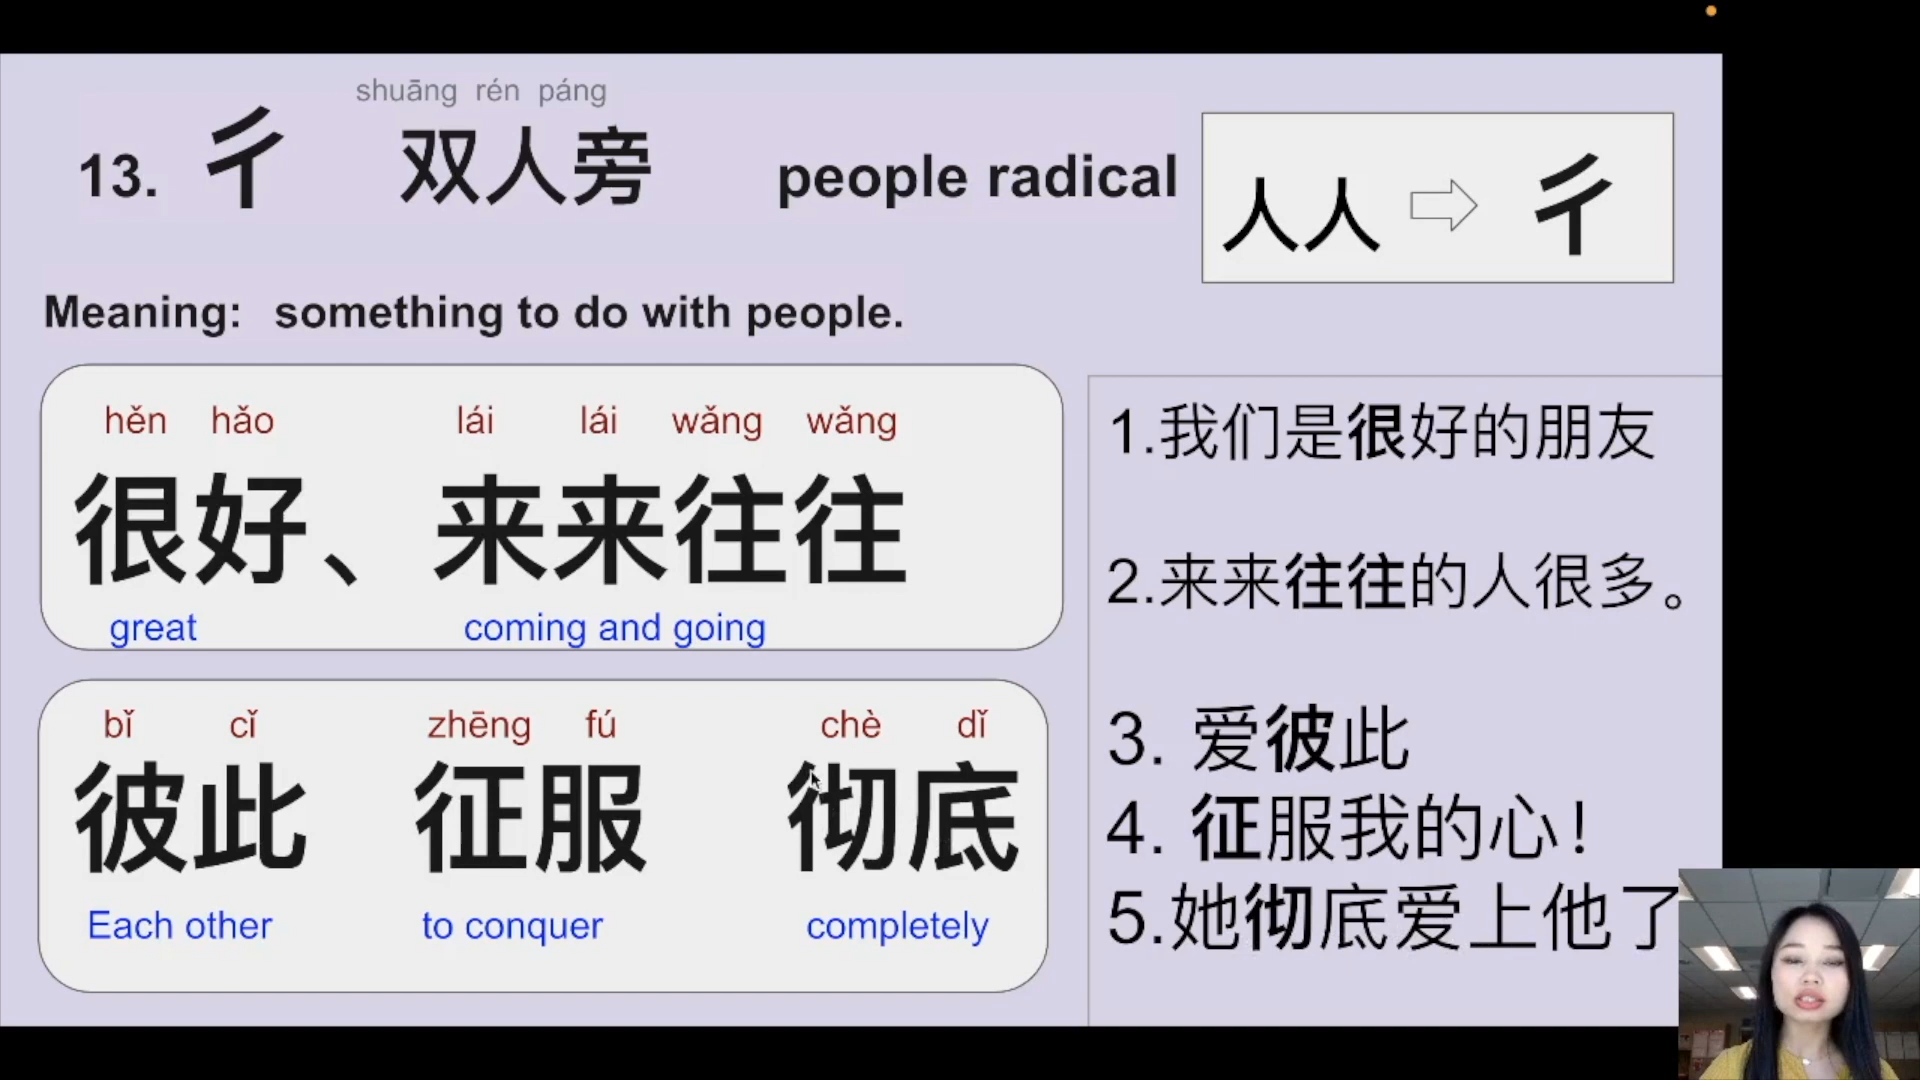 shuāng rén páng
13. 彳 双人旁 people radical
人人 ⇨ 彳
Meaning: something to do with people.
hěn hǎo lái lái wǎng wǎng
很好、来来往往
great coming and going
bǐ cǐ zhēng fú chè dǐ
彼此 征服 彻底
Each other to conquer completely
1.我们是很好的朋友
2.来来往往的人很多。
3. 爱彼此
4. 征服我的心!
5.她彻底爱上他了